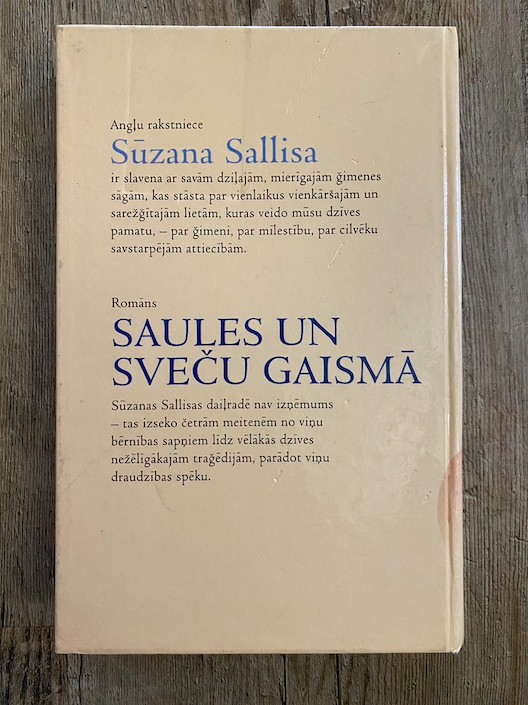 Angļu rakstniece
Sūzana Sallisa
ir slavena ar savām dziļajām, mierīgajām ģimenes
sāgām, kas stāsta par vienlaikus vienkāršajām un
sarežģītajām lietām, kuras veido mūsu dzīves
pamatu, – par ģimeni, par mīlestību, par cilvēku
savstarpējām attiecībām.
Romāns
SAULES UN
SVEČU GAISMĀ
Sūzanas Sallisas daiļradē nav izņēmums
– tas izseko četrām meitenēm no viņu
bērnības sapņiem līdz vēlākās dzīves
nežēlīgākajām traģēdijām, parādot viņu
draudzības spēku.